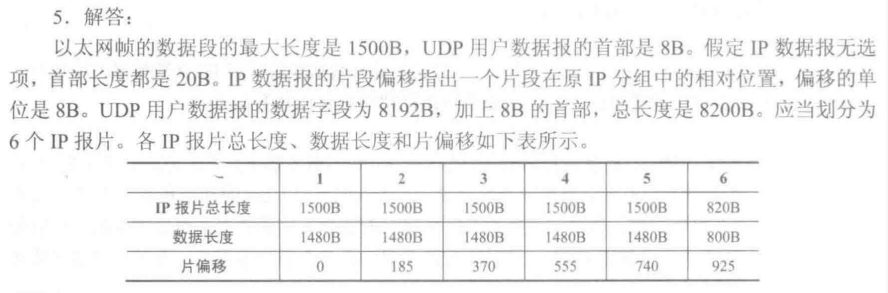 5．解答：
以太网帧的数据段的最大长度是 1500B，UDP 用户数据报的首部是 8B。假定 IP 数据报无选
项，首部长度都是 20B。IP 数据报的片段偏移指出一个片段在原 IP 分组中的相对位置，偏移的单
位是 8B。UDP 用户数据报的数据字段为 8192B，加上 8B 的首部，总长度是 8200B。应当划分为
6 个 IP 报片。各 IP 报片总长度、数据长度和片偏移如下表所示。
1 2 3 4 5 6
IP 报片总长度 1500B 1500B 1500B 1500B 1500B 820B
数据长度 1480B 1480B 1480B 1480B 1480B 800B
片偏移 0 185 370 555 740 925